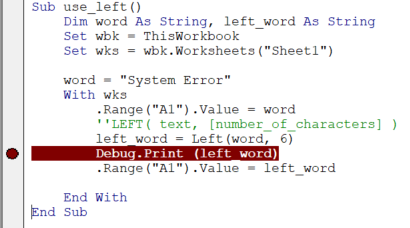 Sub use_left()
Dim word As String, left_word As String
Set wbk = ThisWorkbook
Set wks = wbk.Worksheets("Sheet1")
word = "System Error"
With wks
.Range("A1").Value = word
''LEFT( text, [number_of_characters] )
left_word = Left(word, 6)
Debug.Print (left_word)
.Range("A1").Value = left_word
End With
End Sub